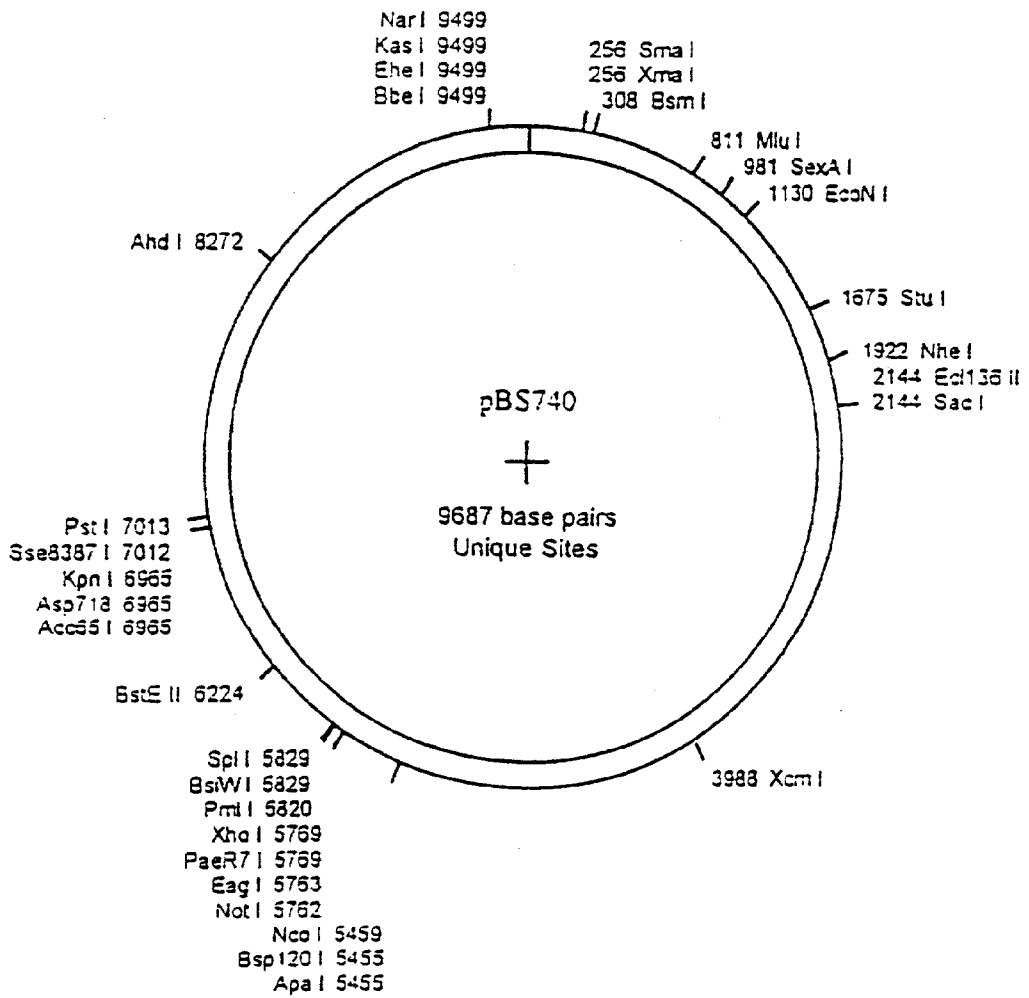 Nar I 9499
Kas I 9499
Ehe I 9499
Bbe I 9499
256 Sma I
256 Xma I
308 Bsm I
811 Mlu I
981 SexA I
1130 EcoN I
Ahd I 8272
1675 Stu I
1922 Nhe I
2144 Ecl136 II
2144 Sac I
pBS740
9687 base pairs
Unique Sites
Pst I 7013
Sse8387 I 7012
Kpn I 6965
Asp718 6965
Acc65 I 6965
BstE II 6224
3988 Xcm I
Spl I 5829
BsiW I 5829
Pml I 5820
Xho I 5769
PaeR7 I 5769
Eag I 5763
Not I 5762
Nco I 5459
Bsp120 I 5455
Apa I 5455